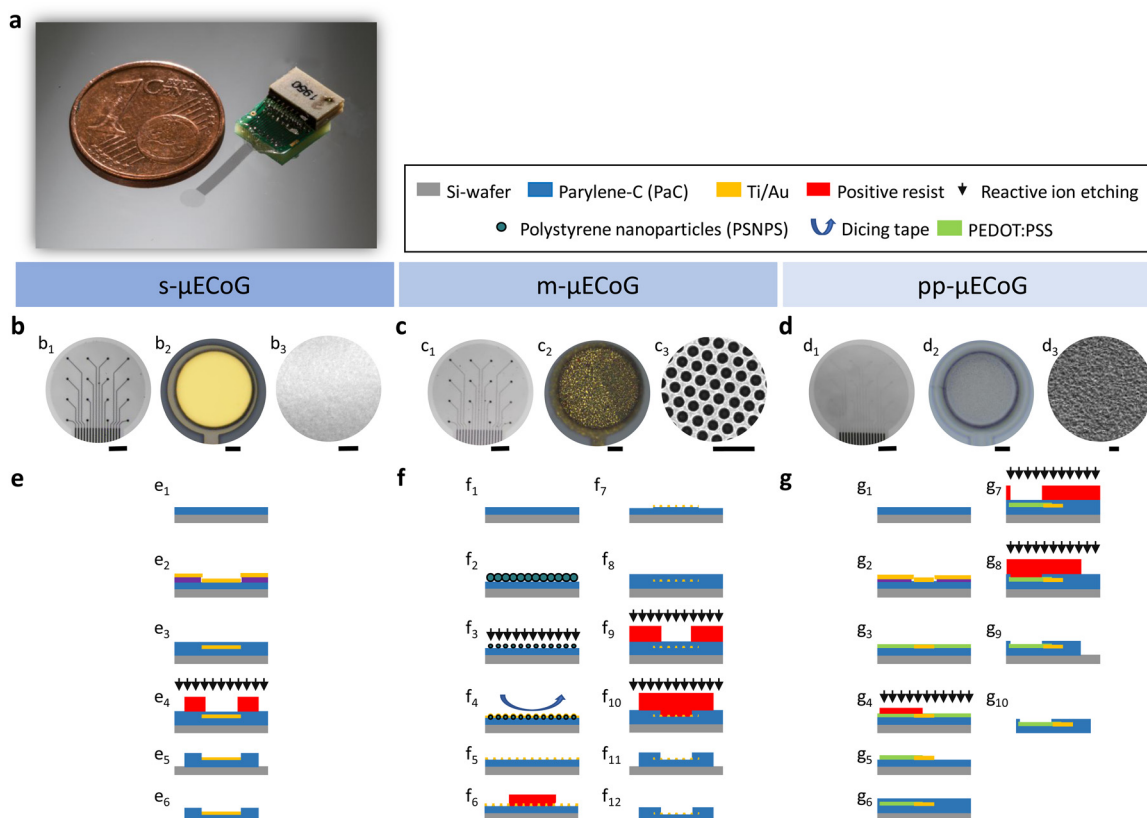 a
1950
1
Si-wafer Parylene-C (PaC) Ti/Au Positive resist Reactive ion etching
Polystyrene nanoparticles (PSNPS) Dicing tape PEDOT:PSS
s-µECoG m-µECoG pp-µECoG
b c d
b1 b2 b3 c1 c2 c3 d1 d2 d3
e f g
e1 f1 f7 g1 g7
e2 f2 f8 g2 g8
e3 f3 f9 g3 g9
e4 f4 f10 g4 g10
e5 f5 f11 g5
e6 f6 f12 g6